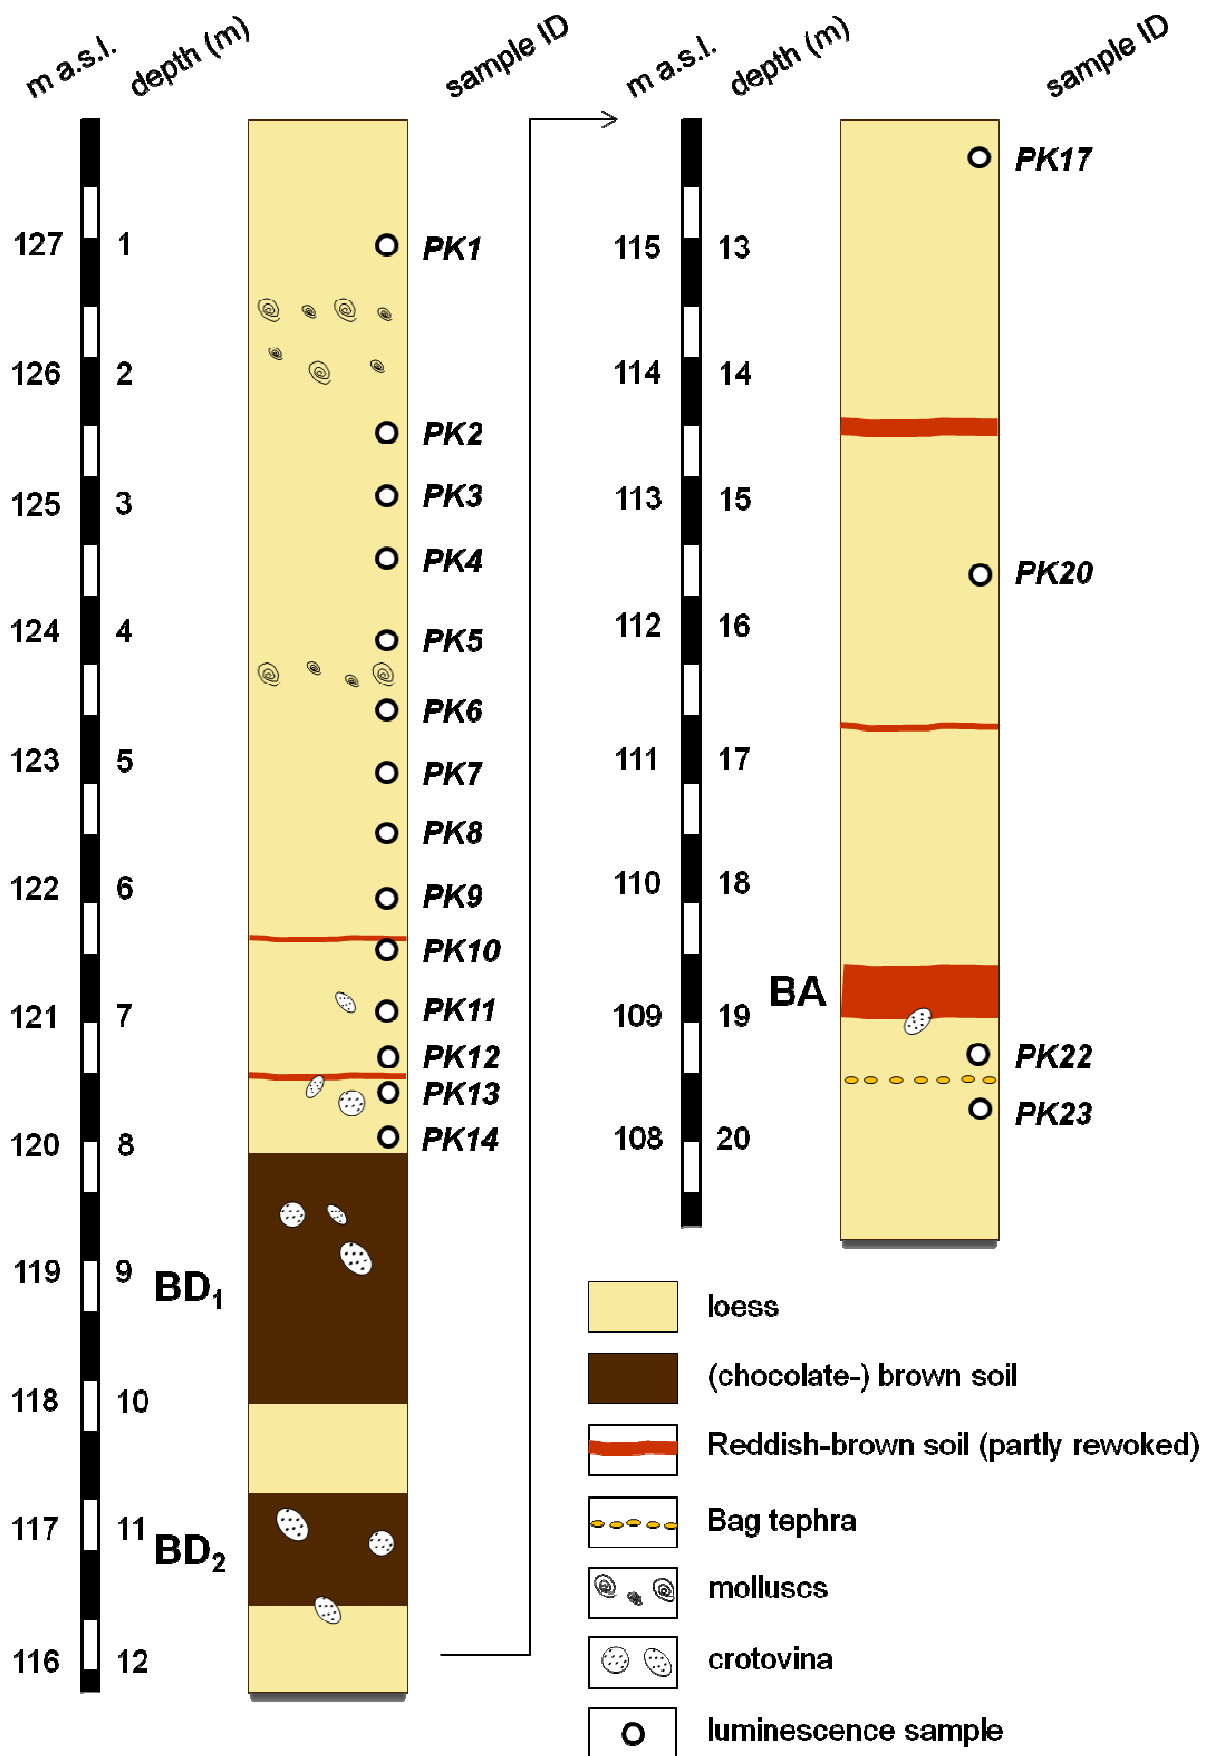 m a.s.l. depth (m) sample ID
127 1 PK1
126 2
PK2
125 3 PK3
PK4
124 4 PK5
PK6
123 5 PK7
PK8
122 6 PK9
PK10
121 7 PK11
PK12
PK13
120 8 PK14
119 9 BD1
118 10
117 11 BD2
116 12
m a.s.l. depth (m) sample ID
PK17
115 13
114 14
113 15
PK20
112 16
111 17
110 18
BA
109 19
PK22
PK23
108 20
loess
(chocolate-) brown soil
Reddish-brown soil (partly rewoked)
Bag tephra
molluscs
crotovina
luminescence sample